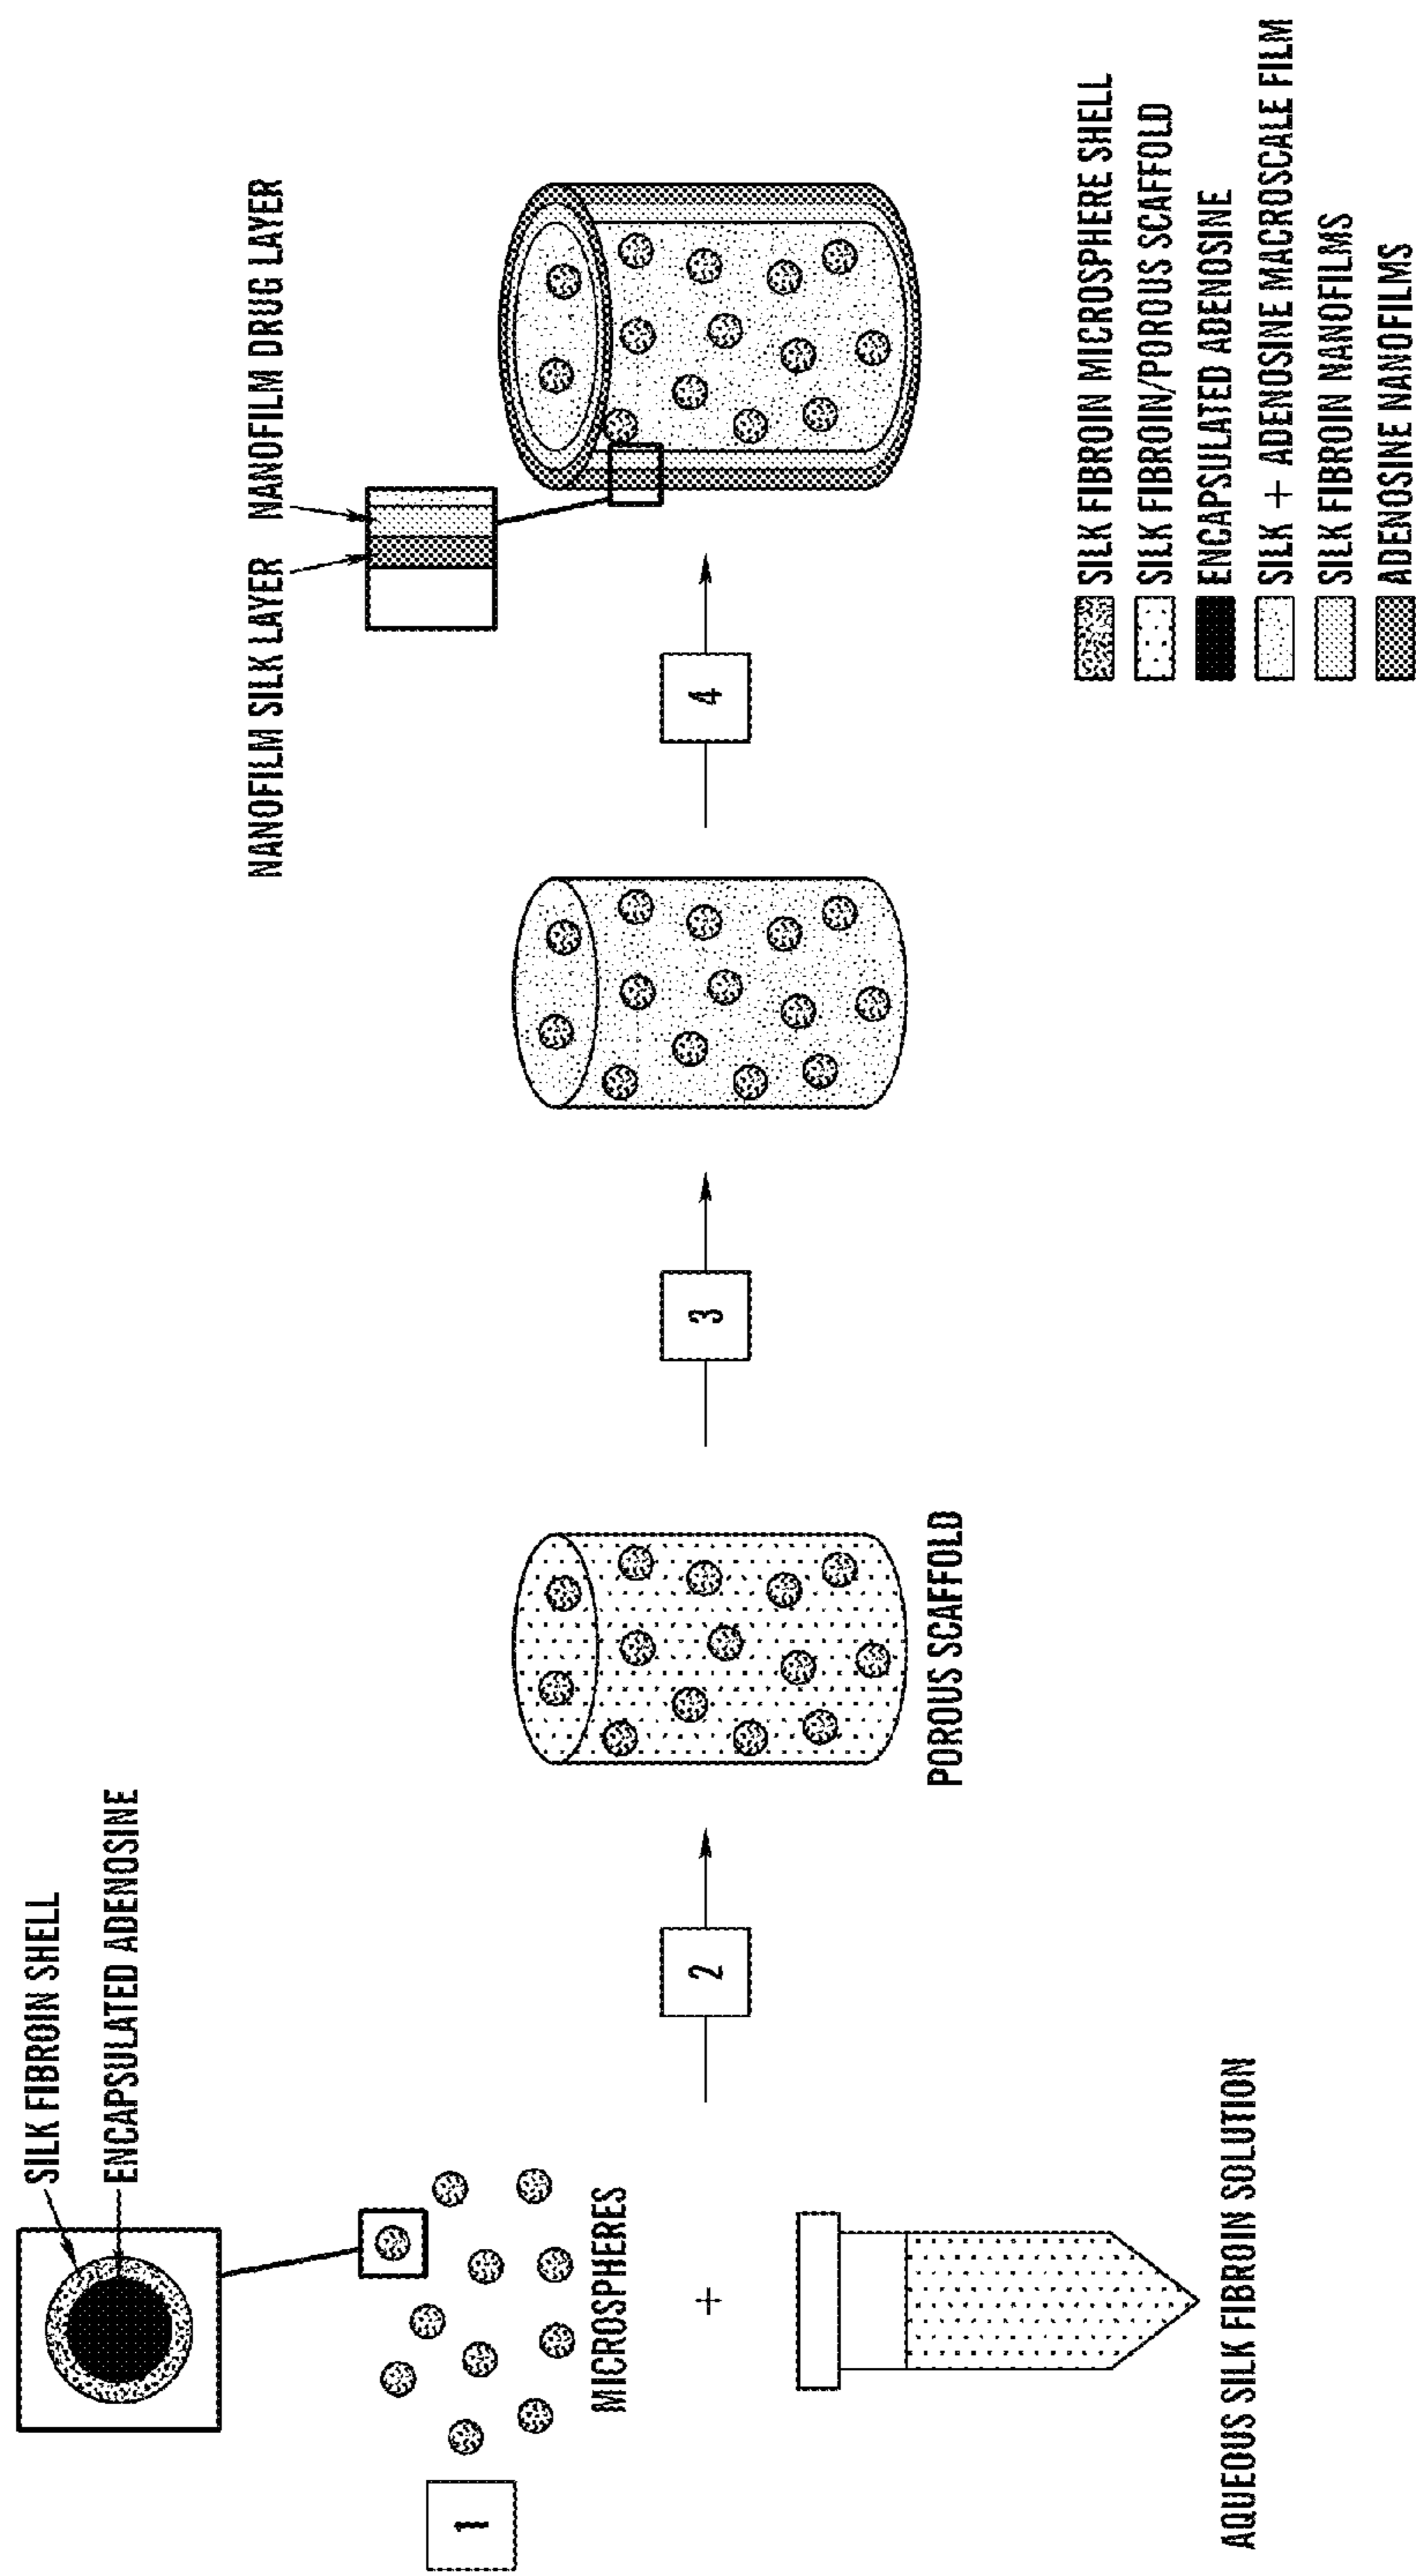 SILK FIBROIN SHELL
ENCAPSULATED ADENOSINE
1
MICROSPHERES
+
AQUEOUS SILK FIBROIN SOLUTION
2
POROUS SCAFFOLD
3
4
NANOFILM SILK LAYER
NANOFILM DRUG LAYER
SILK FIBROIN MICROSPHERE SHELL
SILK FIBROIN/POROUS SCAFFOLD
ENCAPSULATED ADENOSINE
SILK + ADENOSINE MACROSCALE FILM
SILK FIBROIN NANOFILMS
ADENOSINE NANOFILMS